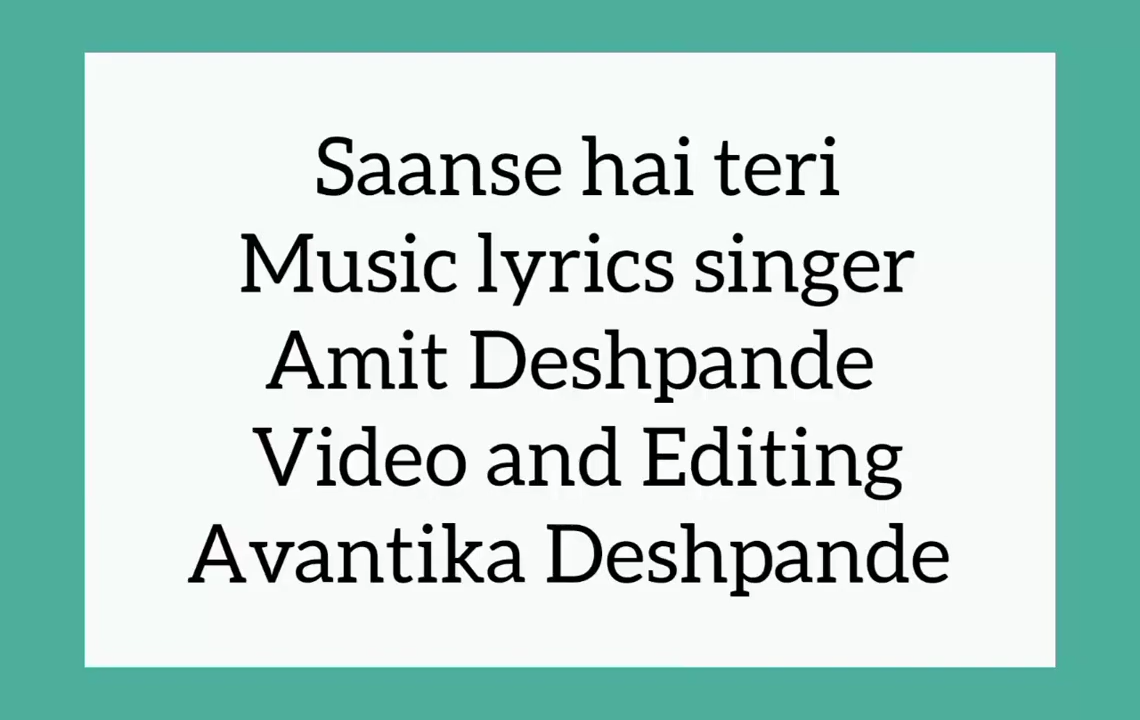 Saanse hai teri
Music lyrics singer
Amit Deshpande
Video and Editing
Avantika Deshpande